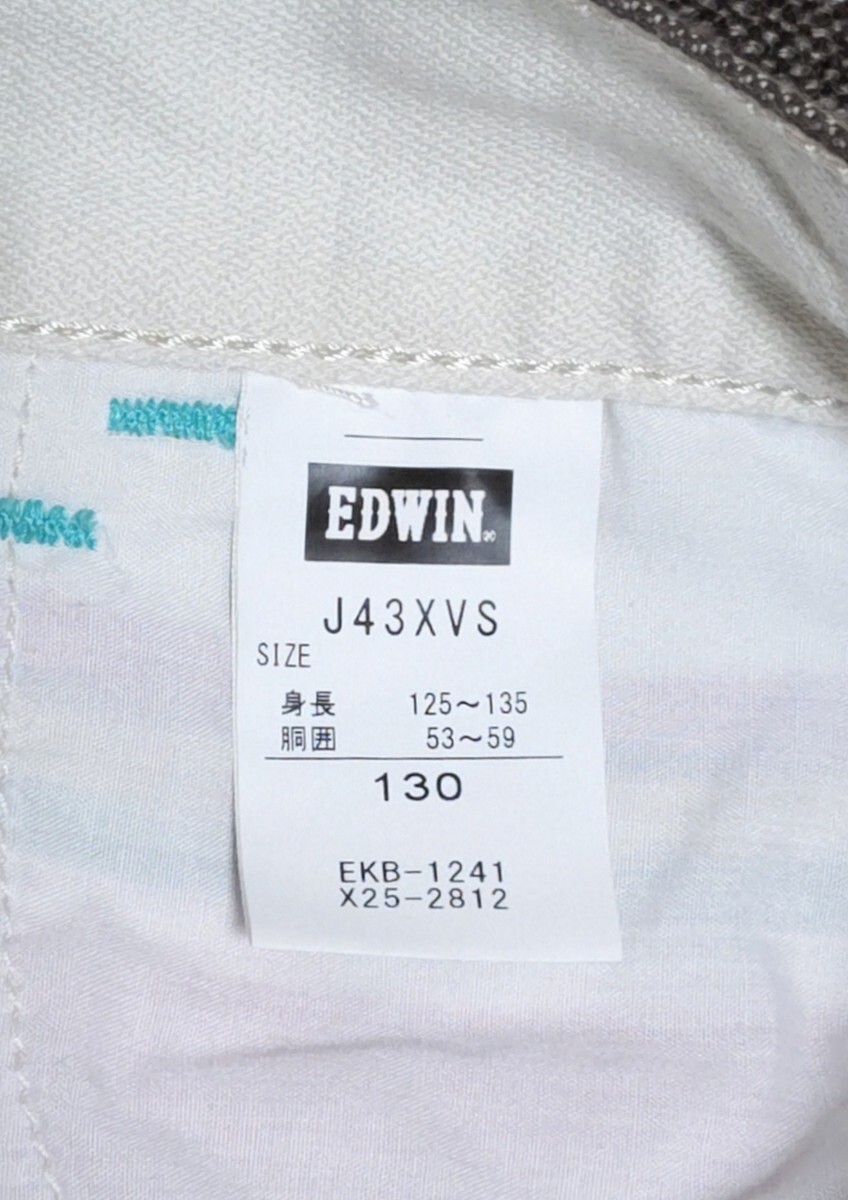 EDWIN®
J43XVS
SIZE
身長 125〜135
胴囲 53〜59
130
EKB-1241
X25-2812